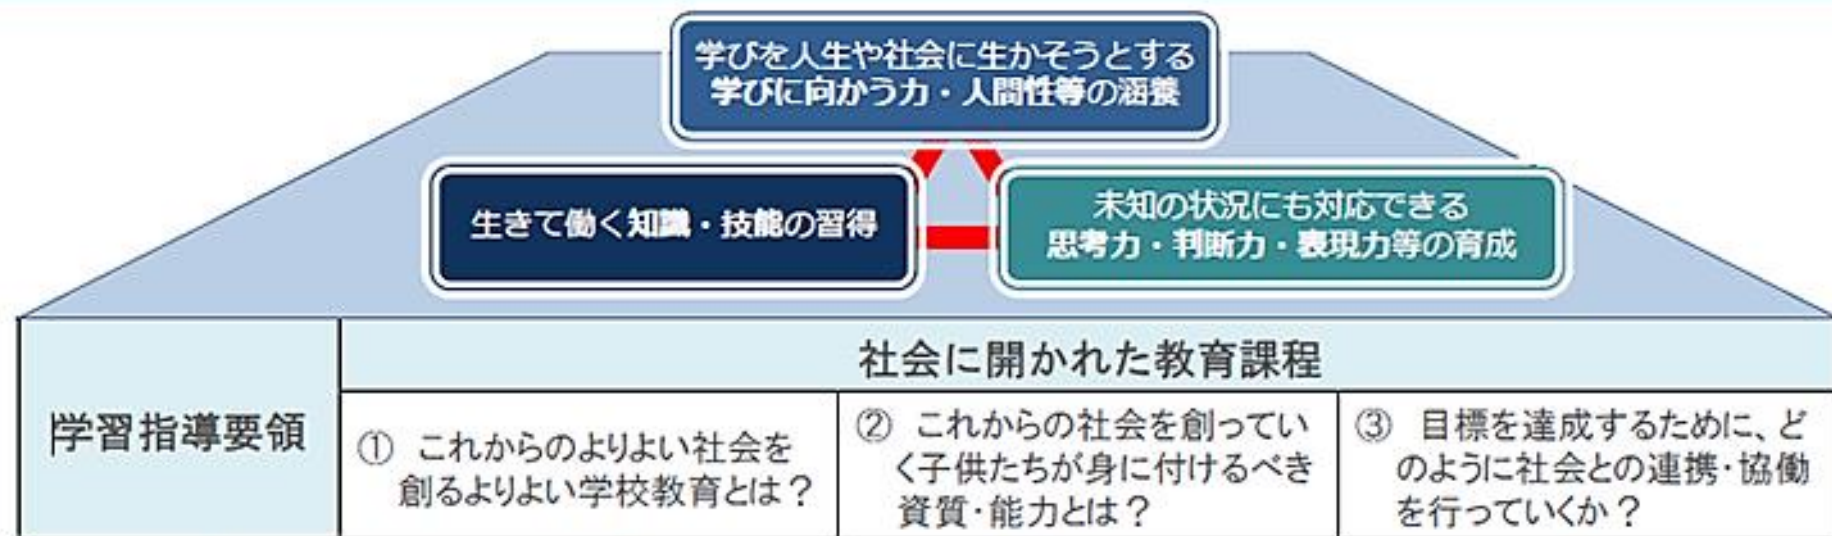 学びを人生や社会に生かそうとする
学びに向かう力・人間性等の涵養
生きて働く知識・技能の習得
未知の状況にも対応できる
思考力・判断力・表現力等の育成
学習指導要領
社会に開かれた教育課程
① これからのよりよい社会を
創るよりよい学校教育とは？
② これからの社会を創ってい
く子供たちが身に付けるべき
資質・能力とは？
③ 目標を達成するために、ど
のように社会との連携・協働
を行っていくか？